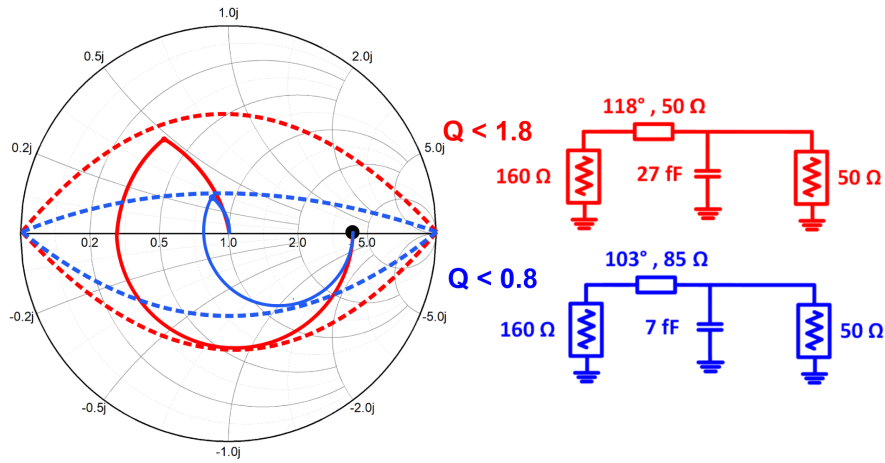 1.0j
0.5j
2.0j
0.2j
5.0j
0.2
0.5
1.0
2.0
5.0
-0.2j
-5.0j
-0.5j
-2.0j
-1.0j
Q < 1.8
118° , 50 Ω
160 Ω
27 fF
50 Ω
Q < 0.8
103° , 85 Ω
160 Ω
7 fF
50 Ω